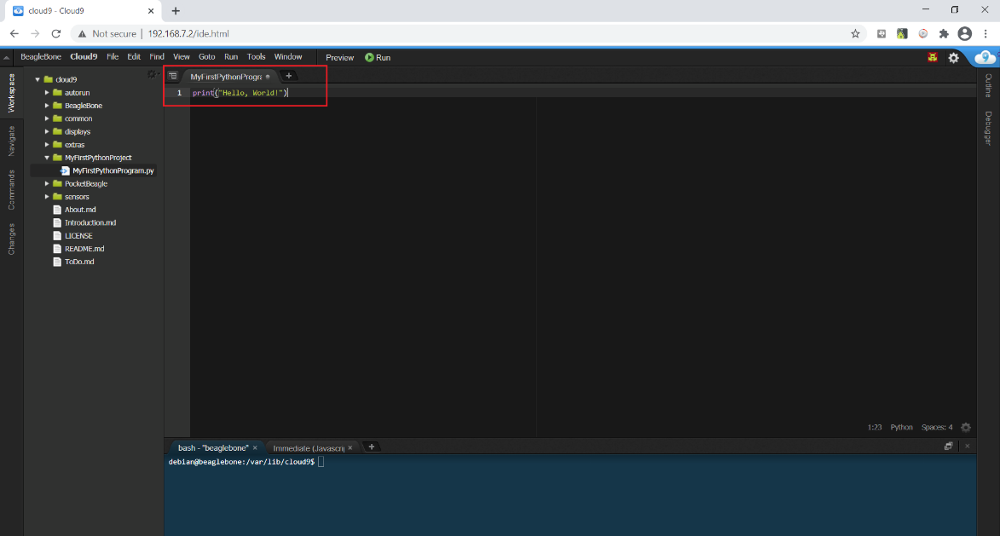 cloud9 - Cloud9
Not secure | 192.168.7.2/ide.html
BeagleBone Cloud9 File Edit Find View Goto Run Tools Window Preview Run
Workspace
Navigate
Commands
Changes
cloud9
autorun
BeagleBone
common
displays
extras
MyFirstPythonProject
MyFirstPythonProgram.py
PocketBeagle
sensors
About.md
Introduction.md
LICENSE
README.md
ToDo.md
MyFirstPythonProgra
1 print("Hello, World!")
1:23 Python Spaces: 4
bash - "beaglebone" Immediate (Javascrip
debian@beaglebone:/var/lib/cloud9$
9
Outline
Debugger